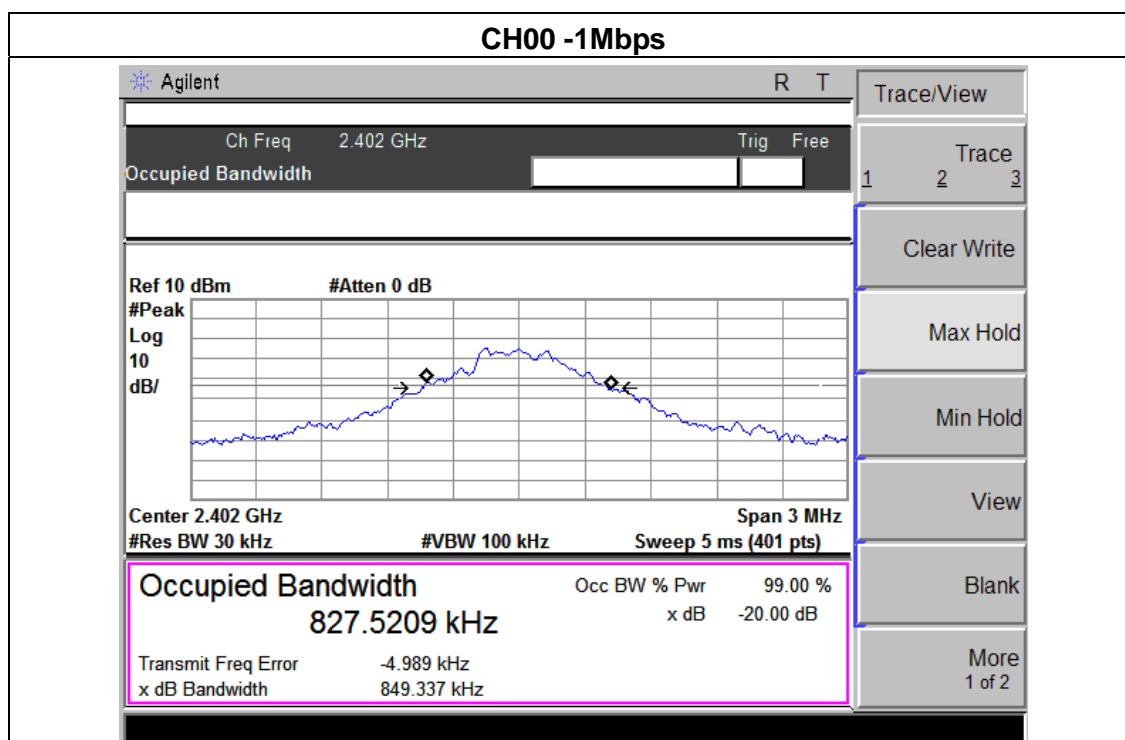 CH00 -1Mbps
Agilent R T
Trace/View
Ch Freq 2.402 GHz Trig Free
Occupied Bandwidth
Trace
1 2 3
Clear Write
Ref 10 dBm #Atten 0 dB
#Peak
Log
10
dB/
Max Hold
Min Hold
View
Center 2.402 GHz Span 3 MHz
#Res BW 30 kHz #VBW 100 kHz Sweep 5 ms (401 pts)
Occupied Bandwidth Occ BW % Pwr 99.00 %
827.5209 kHz x dB -20.00 dB
Blank
Transmit Freq Error -4.989 kHz
x dB Bandwidth 849.337 kHz
More
1 of 2